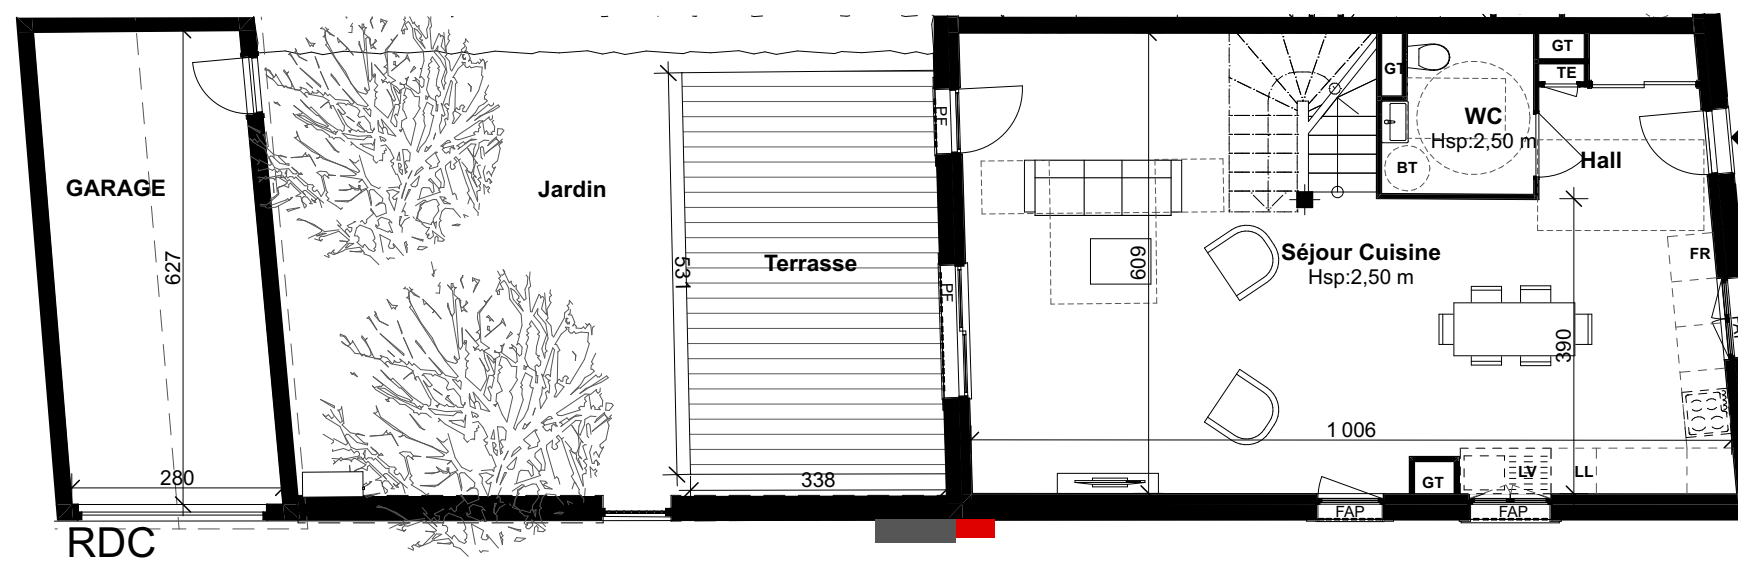 GT
GT
TE
PF
WC
Hsp:2,50 m
Hall
BT
GARAGE
Jardin
Terrasse
627
531
609
PF
Séjour Cuisine
Hsp:2,50 m
FR
390
1 006
280
338
GT
LV
LL
FAP
FAP
RDC